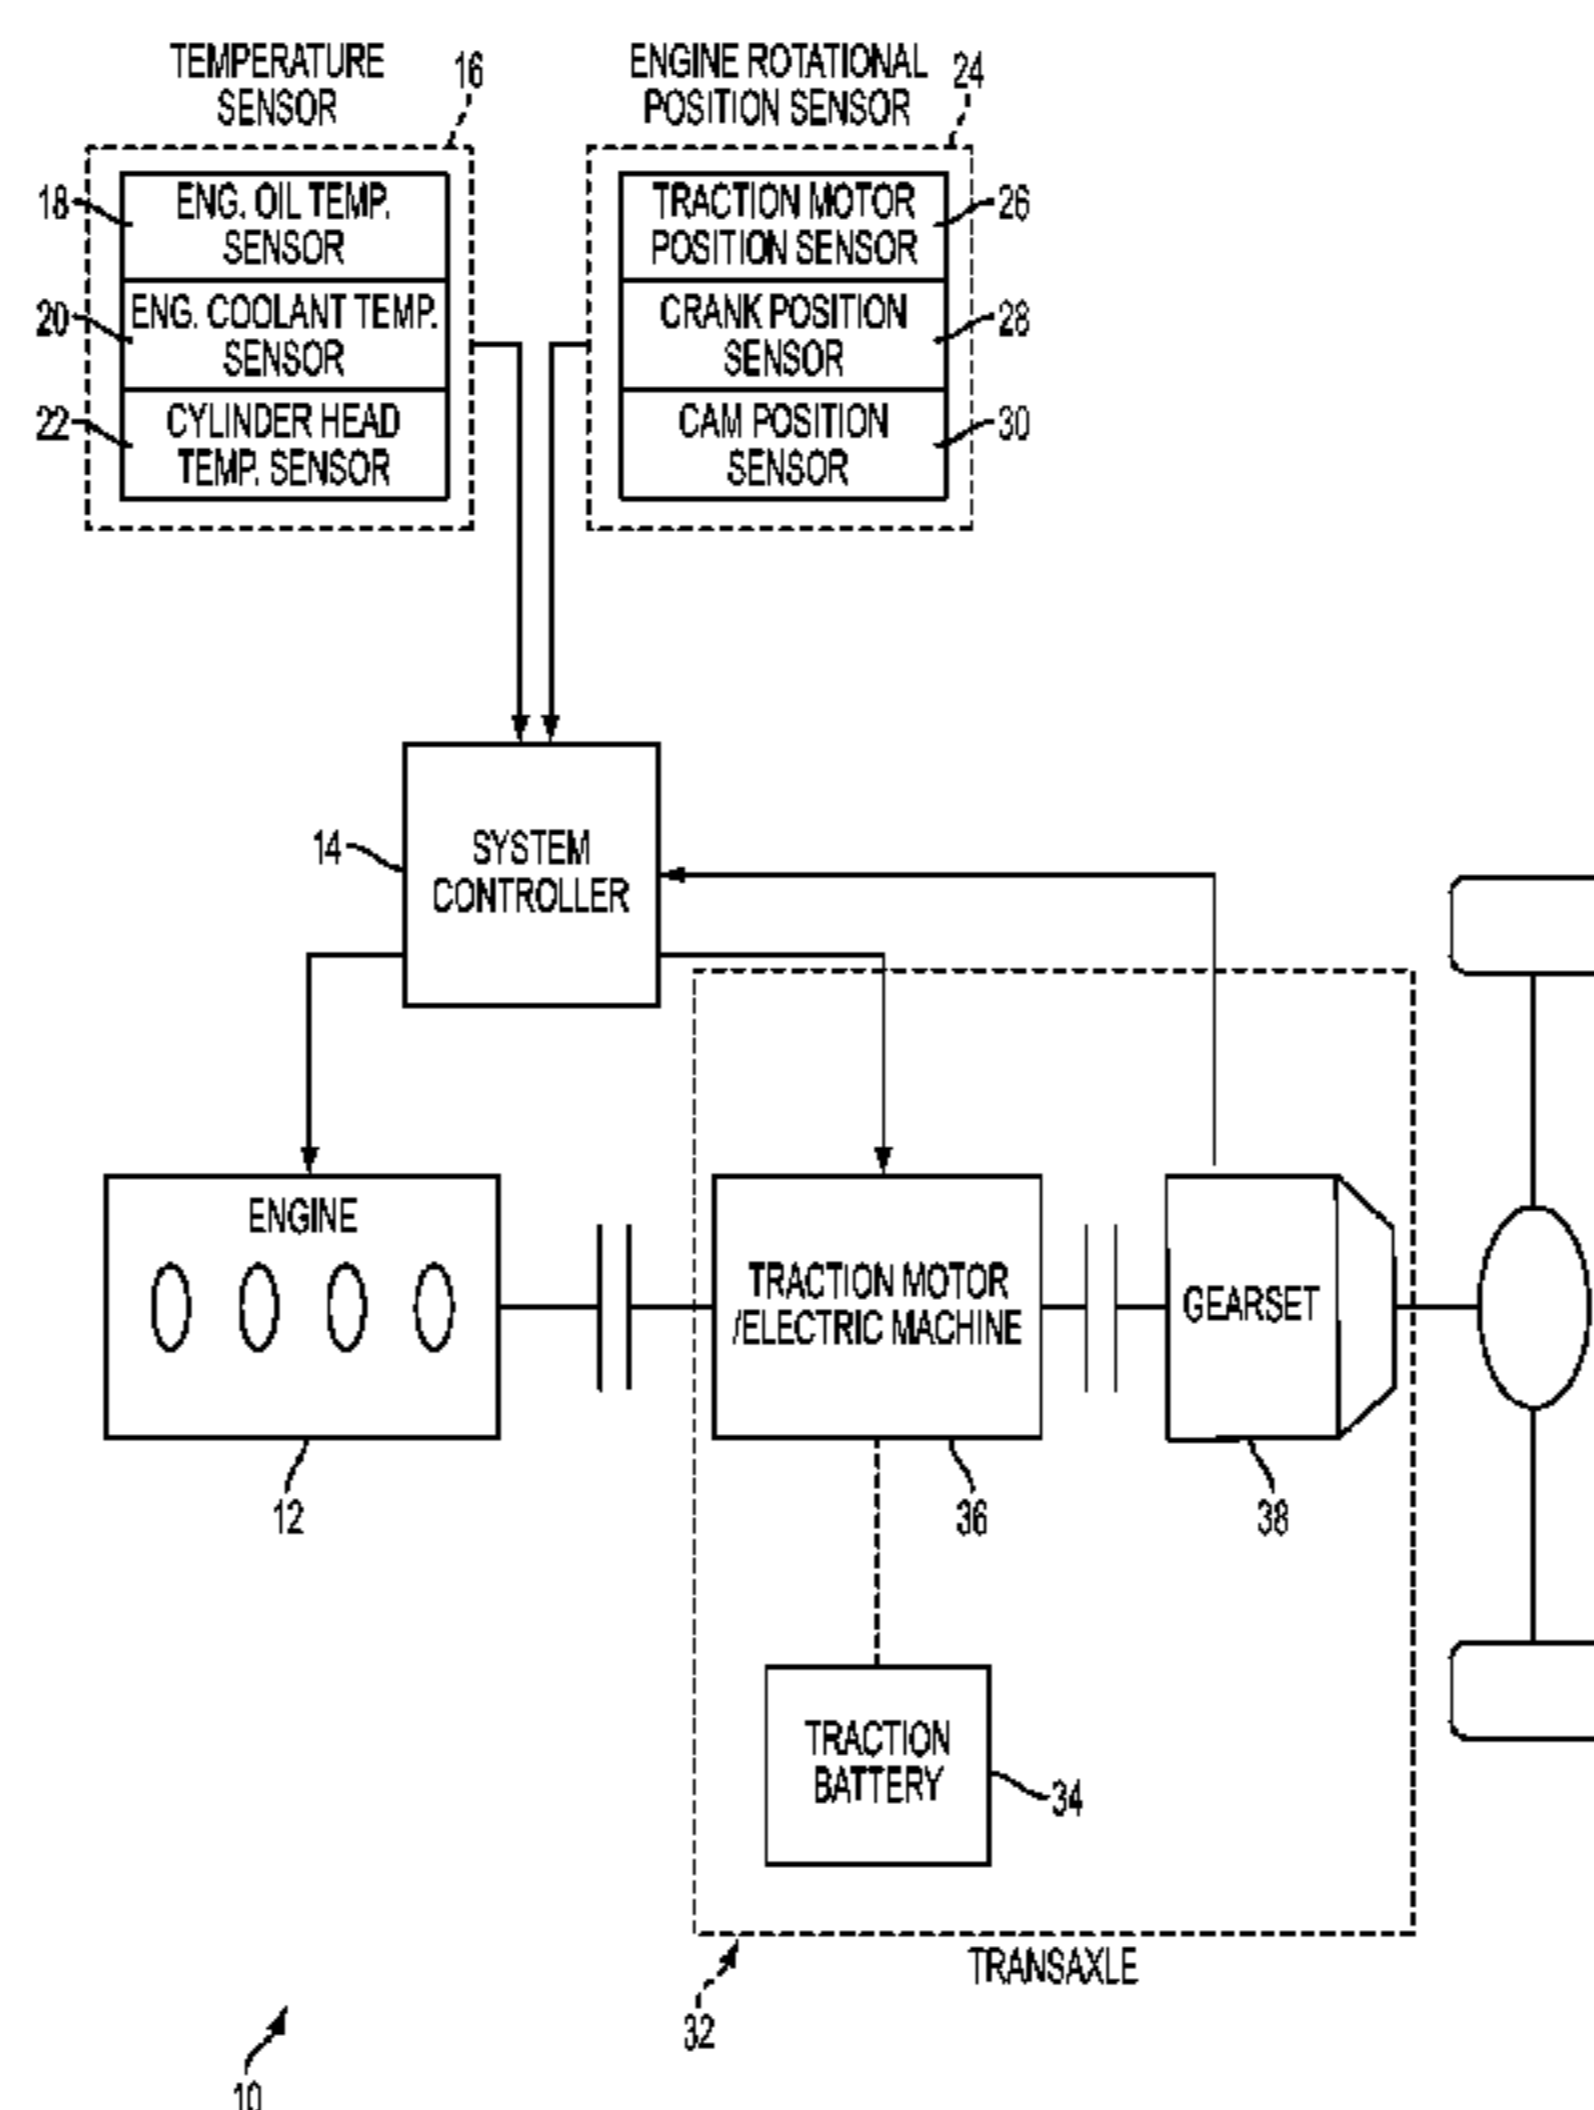 TEMPERATURE
SENSOR
16
18
ENG. OIL TEMP.
SENSOR
20
ENG. COOLANT TEMP.
SENSOR
22
CYLINDER HEAD
TEMP. SENSOR
ENGINE ROTATIONAL
POSITION SENSOR
24
TRACTION MOTOR
POSITION SENSOR
26
CRANK POSITION
SENSOR
28
CAM POSITION
SENSOR
30
14
SYSTEM
CONTROLLER
ENGINE
12
TRACTION MOTOR
/ELECTRIC MACHINE
36
GEARSET
38
TRACTION
BATTERY
34
TRANSAXLE
32
10